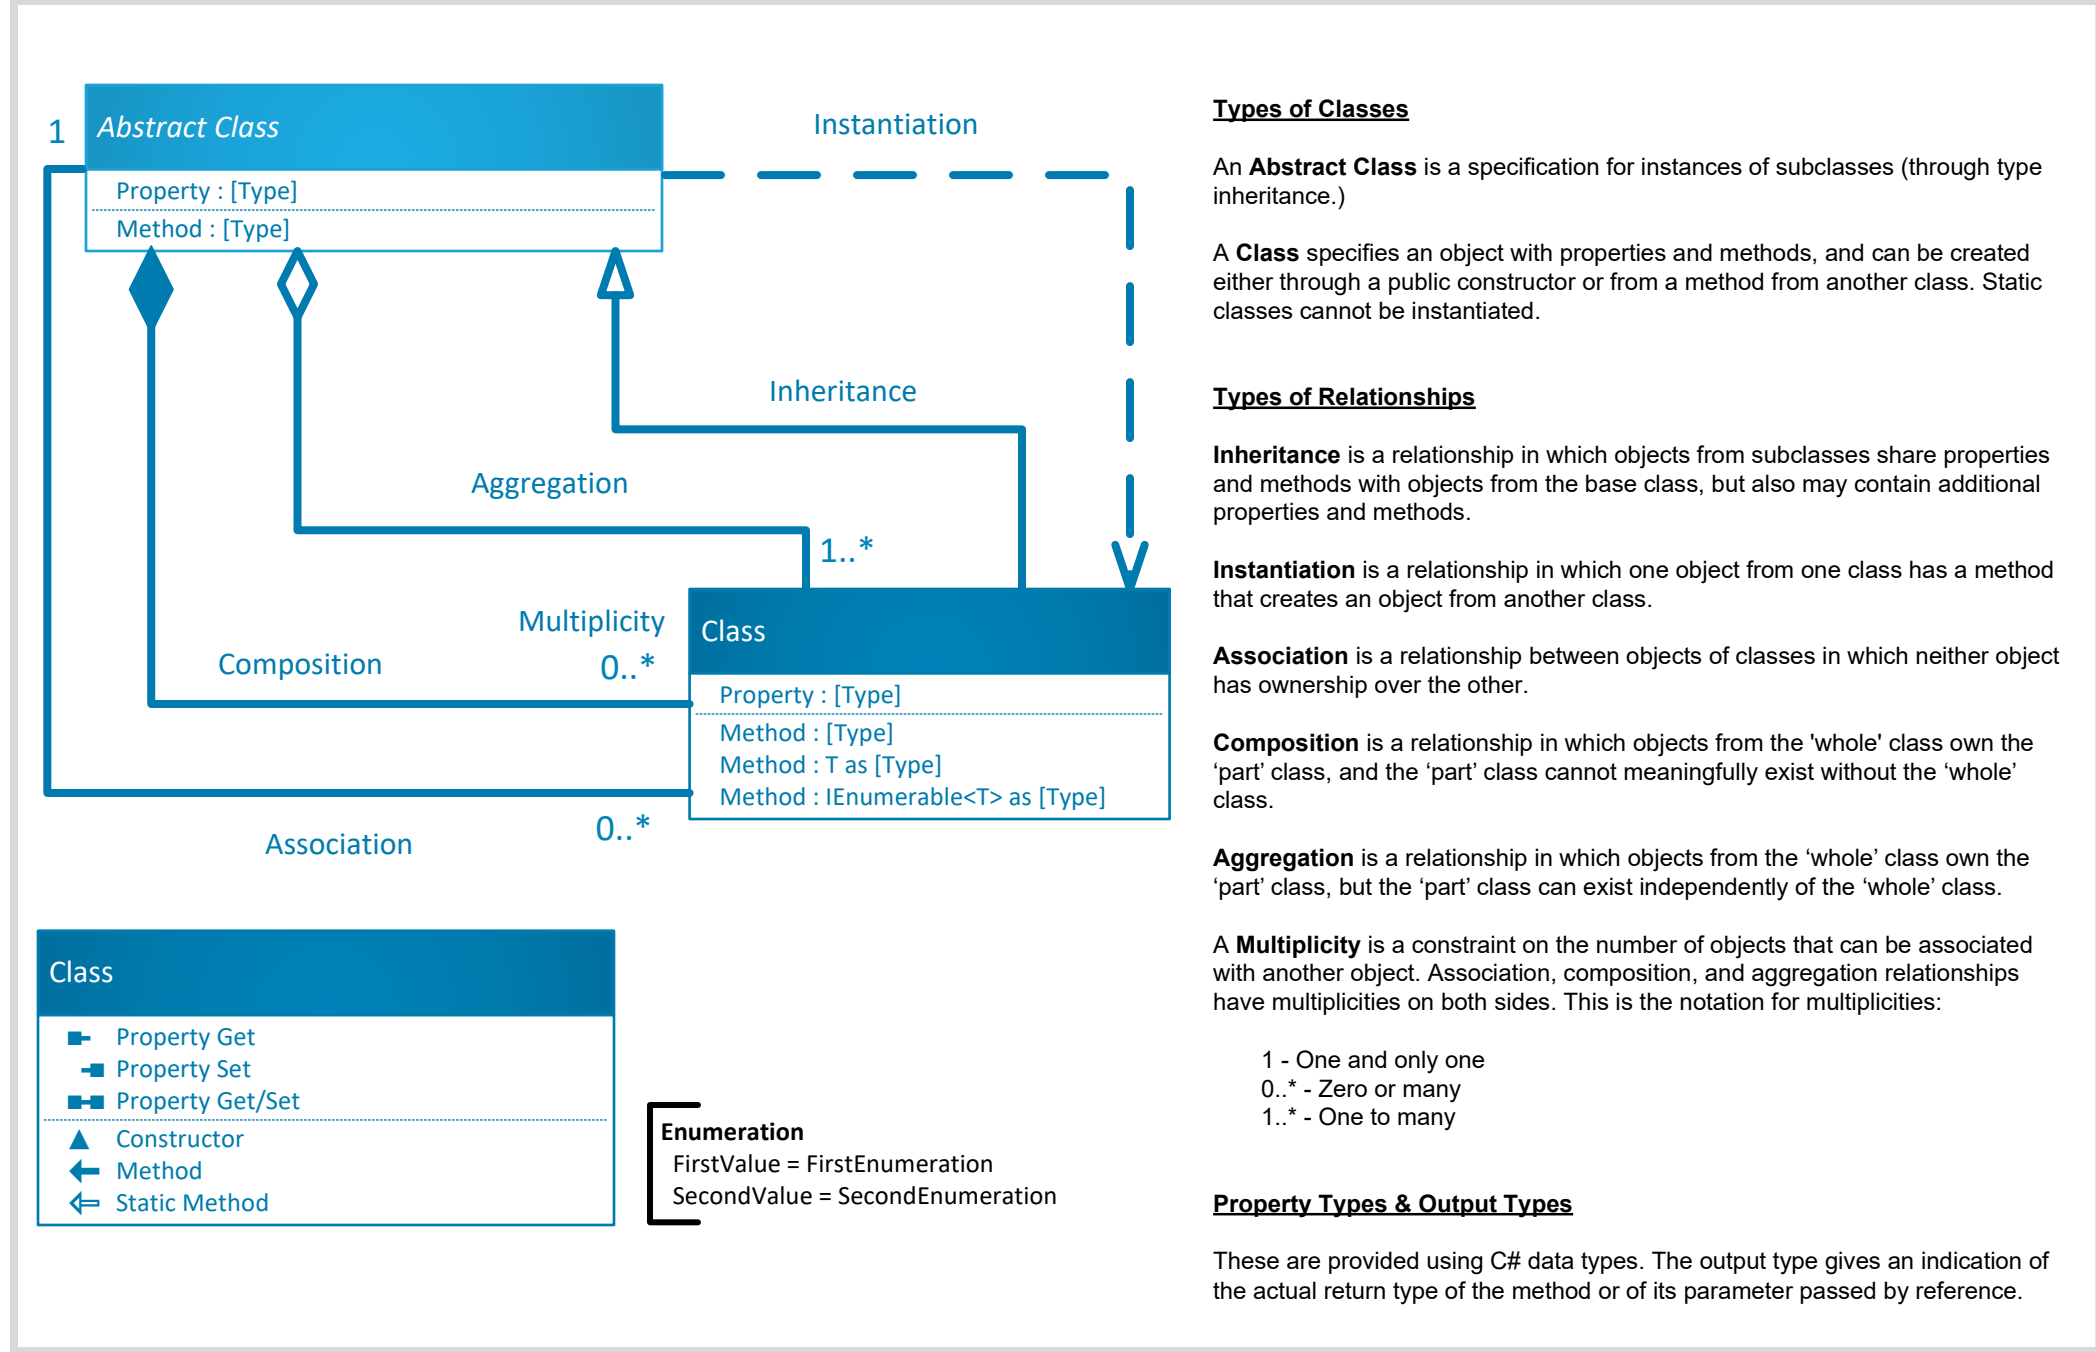 1
Abstract Class
Property : [Type]
Method : [Type]
Instantiation
Inheritance
Aggregation
1..*
Multiplicity
0..*
Composition
Class
Property : [Type]
Method : [Type]
Method : T as [Type]
Method : IEnumerable<T> as [Type]
0..*
Association
Class
Property Get
Property Set
Property Get/Set
Constructor
Method
Static Method
Enumeration
FirstValue = FirstEnumeration
SecondValue = SecondEnumeration
Types of Classes
An Abstract Class is a specification for instances of subclasses (through type
inheritance.)
A Class specifies an object with properties and methods, and can be created
either through a public constructor or from a method from another class. Static
classes cannot be instantiated.
Types of Relationships
Inheritance is a relationship in which objects from subclasses share properties
and methods with objects from the base class, but also may contain additional
properties and methods.
Instantiation is a relationship in which one object from one class has a method
that creates an object from another class.
Association is a relationship between objects of classes in which neither object
has ownership over the other.
Composition is a relationship in which objects from the 'whole' class own the
‘part’ class, and the ‘part’ class cannot meaningfully exist without the ‘whole’
class.
Aggregation is a relationship in which objects from the ‘whole’ class own the
‘part’ class, but the ‘part’ class can exist independently of the ‘whole’ class.
A Multiplicity is a constraint on the number of objects that can be associated
with another object. Association, composition, and aggregation relationships
have multiplicities on both sides. This is the notation for multiplicities:
1 - One and only one
0..* - Zero or many
1..* - One to many
Property Types & Output Types
These are provided using C# data types. The output type gives an indication of
the actual return type of the method or of its parameter passed by reference.